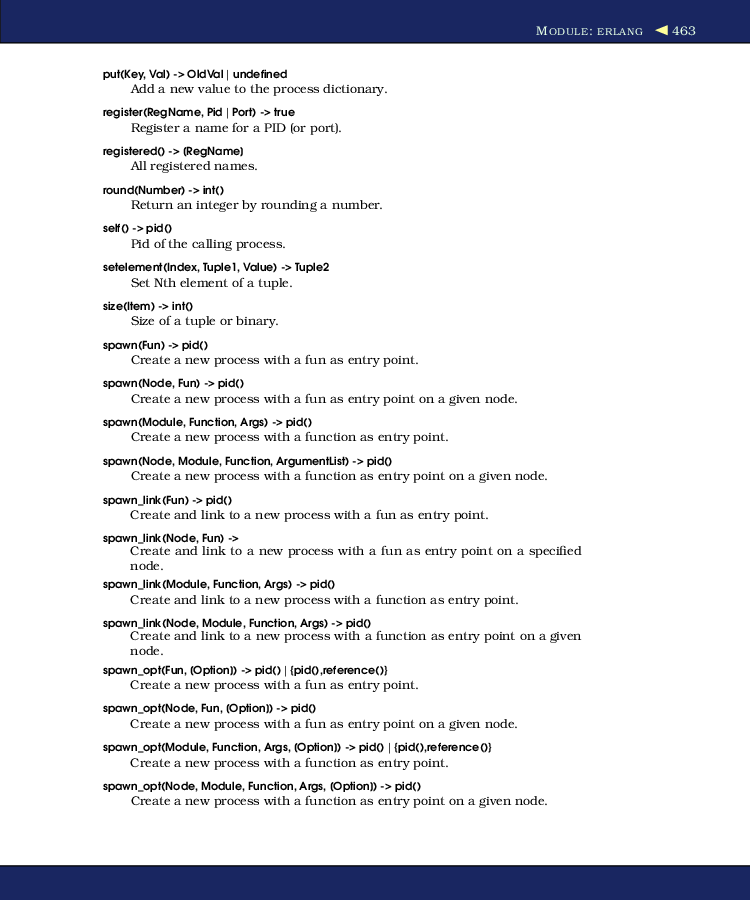 MODULE: ERLANG ◀ 463
put(Key, Val) -> OldVal | undefined
Add a new value to the process dictionary.
register(RegName, Pid | Port) -> true
Register a name for a PID (or port).
registered() -> [RegName]
All registered names.
round(Number) -> int()
Return an integer by rounding a number.
self() -> pid()
Pid of the calling process.
setelement(Index, Tuple1, Value) -> Tuple2
Set Nth element of a tuple.
size(Item) -> int()
Size of a tuple or binary.
spawn(Fun) -> pid()
Create a new process with a fun as entry point.
spawn(Node, Fun) -> pid()
Create a new process with a fun as entry point on a given node.
spawn(Module, Function, Args) -> pid()
Create a new process with a function as entry point.
spawn(Node, Module, Function, ArgumentList) -> pid()
Create a new process with a function as entry point on a given node.
spawn_link(Fun) -> pid()
Create and link to a new process with a fun as entry point.
spawn_link(Node, Fun) ->
Create and link to a new process with a fun as entry point on a specified
node.
spawn_link(Module, Function, Args) -> pid()
Create and link to a new process with a function as entry point.
spawn_link(Node, Module, Function, Args) -> pid()
Create and link to a new process with a function as entry point on a given
node.
spawn_opt(Fun, [Option]) -> pid() | {pid(),reference()}
Create a new process with a fun as entry point.
spawn_opt(Node, Fun, [Option]) -> pid()
Create a new process with a fun as entry point on a given node.
spawn_opt(Module, Function, Args, [Option]) -> pid() | {pid(),reference()}
Create a new process with a function as entry point.
spawn_opt(Node, Module, Function, Args, [Option]) -> pid()
Create a new process with a function as entry point on a given node.